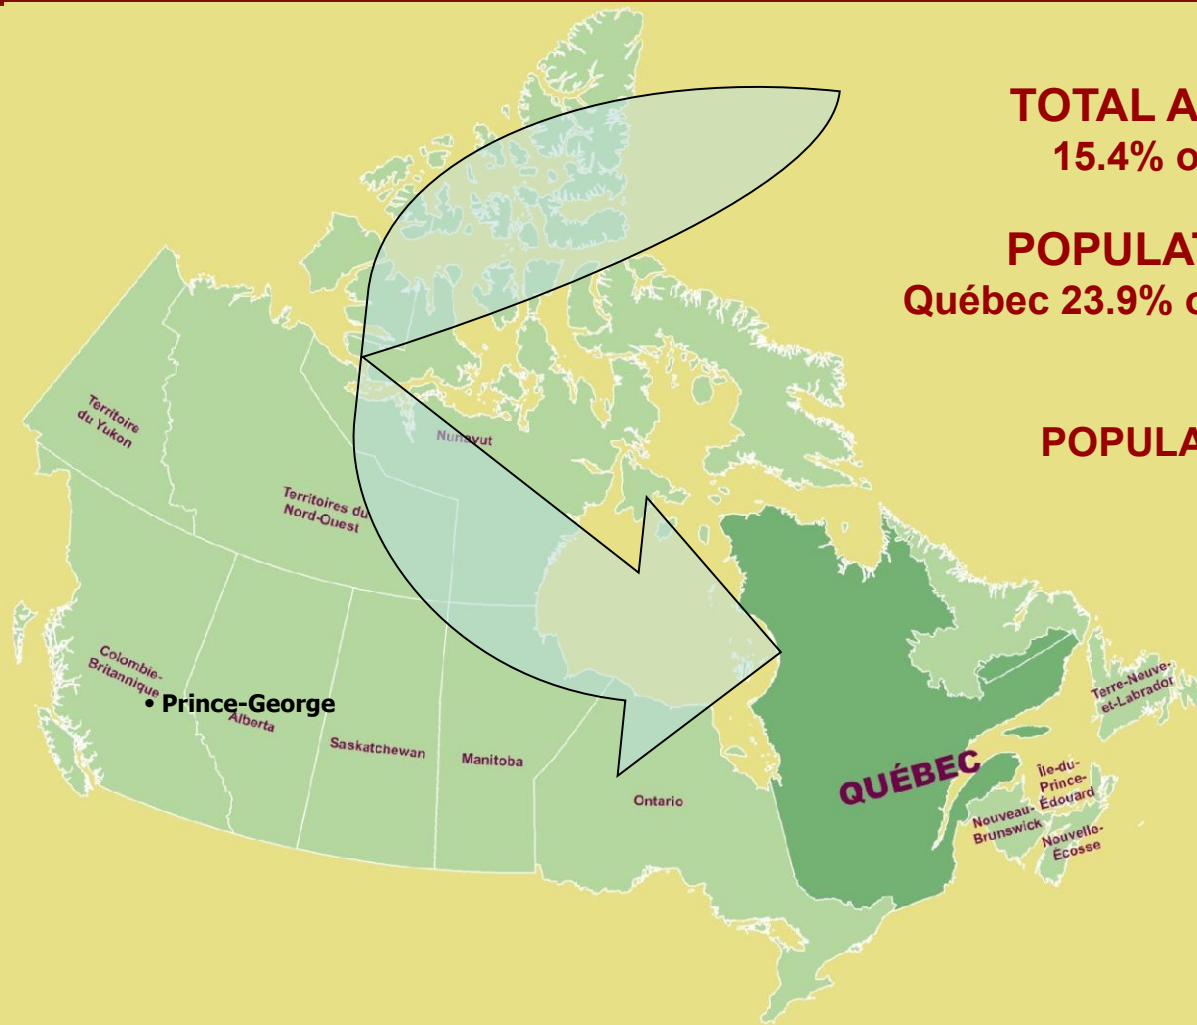 TOTAL A
15.4% o
POPULAT
Québec 23.9% o
POPULA
Territoire
du Yukon
Nunavut
Territoires du
Nord-Ouest
Colombie-
Britannique
• Prince-George
Alberta
Saskatchewan
Manitoba
Ontario
QUÉBEC
Terre-Neuve-
et-Labrador
Île-du-
Prince-
Édouard
Nouveau-
Brunswick
Nouvelle-
Écosse